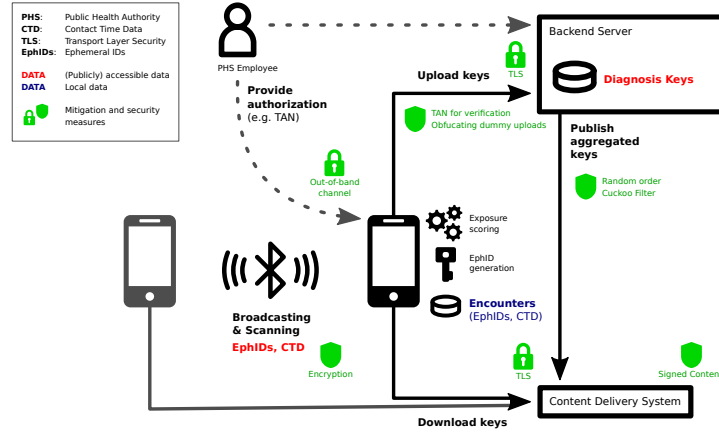 PHS: Public Health Authority
CTD: Contact Time Data
TLS: Transport Layer Security
EphIDs: Ephemeral IDs
DATA (Publicly) accessible data
DATA Local data
Mitigation and security
measures
PHS Employee
Backend Server
TLS
Diagnosis Keys
Upload keys
Provide
authorization
(e.g. TAN)
TAN for verification
Obfucating dummy uploads
Publish
aggregated
keys
Out-of-band
channel
Random order
Cuckoo Filter
Exposure
scoring
EphID
generation
Encounters
(EphIDs, CTD)
Broadcasting
& Scanning
EphIDs, CTD
Encryption
TLS
Signed Conten
Content Delivery System
Download keys